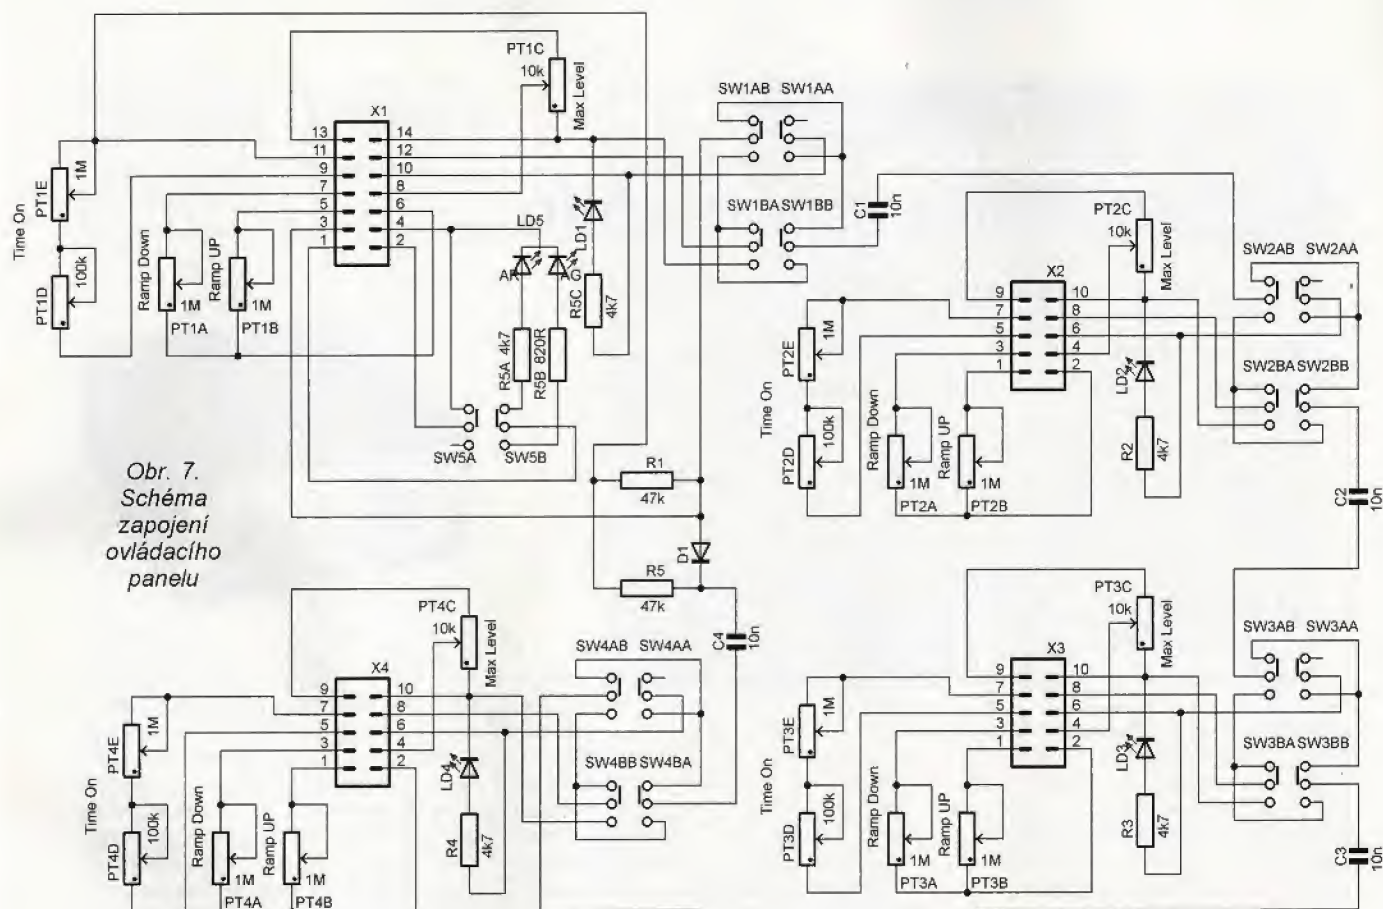 PT1C
10k
Max Level
SW1AB SW1AA
X1
13 14
11 12
9 10
7 8
5 6
3 4
1 2
PT1E
1M
Time On
PT1D
100k
Ramp Down
1M
PT1A
Ramp UP
1M
PT1B
LD5
AG
LD1
R5A 4k7
R5B 820R
R5C
4k7
SW5A SW5B
SW1BA SW1BB
C1
10n
R1
47k
D1
R5
47k
C4
10n
Obr. 7.
Schéma
zapojení
ovládacího
panelu
PT2C
10k
Max Level
SW2AB SW2AA
X2
9 10
7 8
5 6
3 4
1 2
PT2E
1M
Time On
PT2D
100k
Ramp Down
1M
PT2A
Ramp UP
1M
PT2B
LD2
R2
4k7
SW2BA SW2BB
C2
10n
PT4C
10k
Max Level
SW4AB SW4AA
X4
9 10
7 8
5 6
3 4
1 2
PT4E
1M
Time On
PT4D
100k
Ramp Down
1M
PT4A
Ramp UP
1M
PT4B
LD4
R4
4k7
SW4BB SW4BA
PT3C
10k
Max Level
SW3AB SW3AA
X3
9 10
7 8
5 6
3 4
1 2
PT3E
1M
Time On
PT3D
100k
Ramp Down
1M
PT3A
Ramp UP
1M
PT3B
LD3
R3
4k7
SW3BA SW3BB
C3
10n